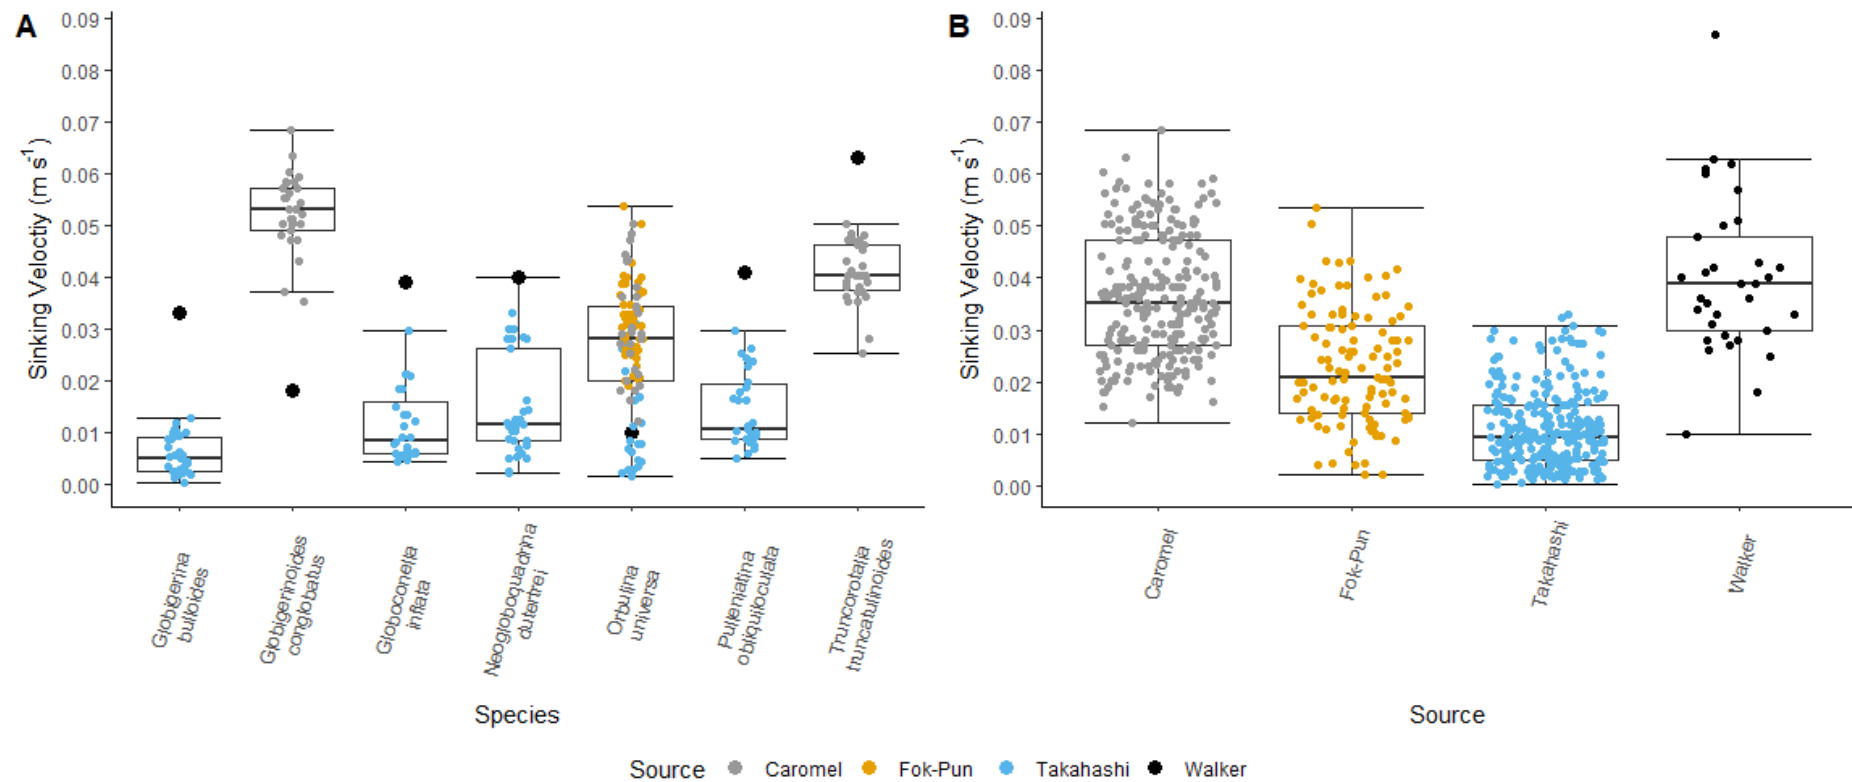 A
Sinking Veloctiy (m s-1)
0.09
0.08
0.07
0.06
0.05
0.04
0.03
0.02
0.01
0.00
Globigerina
bulloides
Globigerinoides
conglobatus
Globoconella
inflata
Neogloboquadrina
dutertrei
Orbulina
universa
Pulleniatina
obliquiloculata
Truncorotalia
truncatulinoides
Species
B
Sinking Veloctiy (m s-1)
0.09
0.08
0.07
0.06
0.05
0.04
0.03
0.02
0.01
0.00
Caromel
Fok-Pun
Takahashi
Walker
Source
Source Caromel Fok-Pun Takahashi Walker